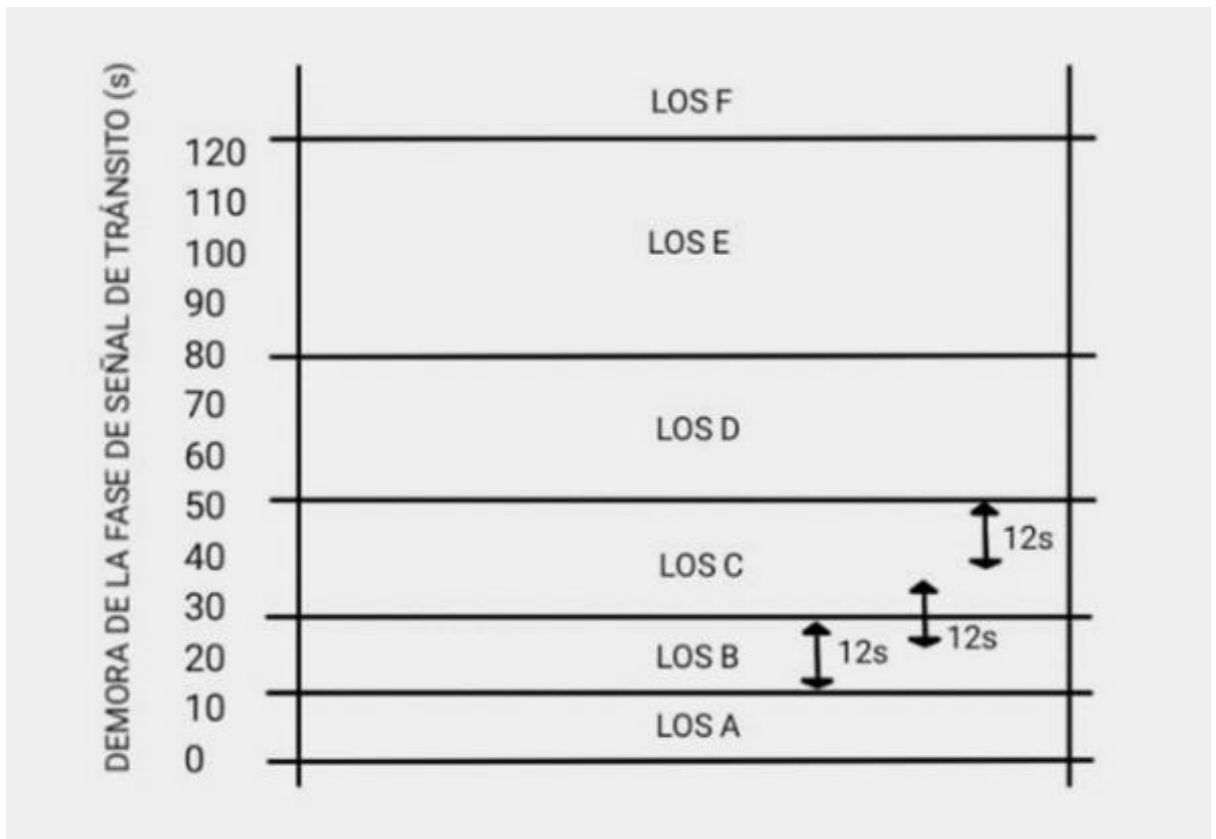 DEMORA DE LA FASE DE SEÑAL DE TRÁNSITO (s)
LOS F
120
110
LOS E
100
90
80
70
LOS D
60
50
12s
40
LOS C
30
12s
20
LOS B
12s
10
LOS A
0